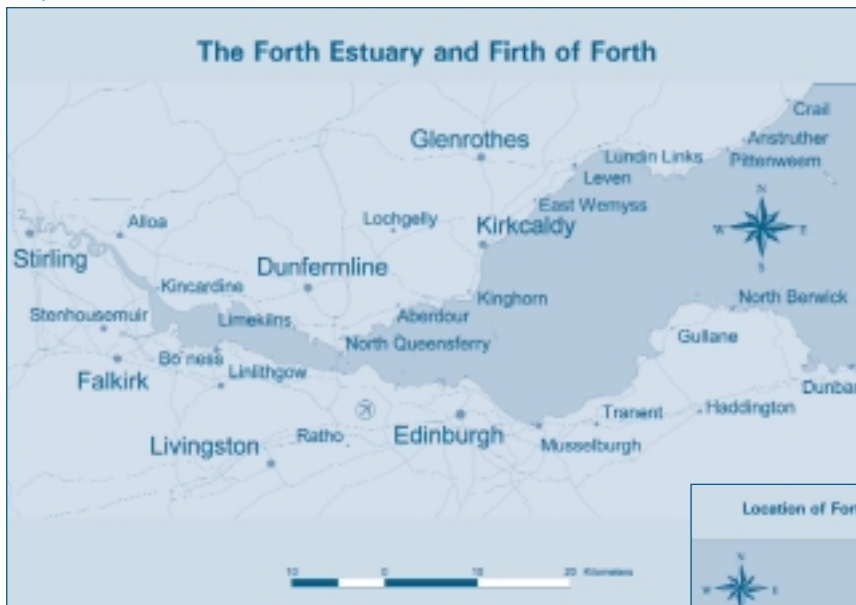 The Forth Estuary and Firth of Forth
Crail
Anstruther
Glenrothes
Lundin Links
Pittenweem
Leven
N
East Wemyss
Alloa
Lochgelly
Kirkcaldy
W
E
Stirling
Dunfermline
S
Kincardine
Kinghorn
North Berwick
Stenhousemuir
Limekilns
Aberdour
Gullane
North Queensferry
Bo'ness
Falkirk
Linlithgow
Dunba
Haddington
Tranent
Ratho
Edinburgh
Livingston
Musselburgh
Location of For
10 0 10 20 Kilometers
N
W
E